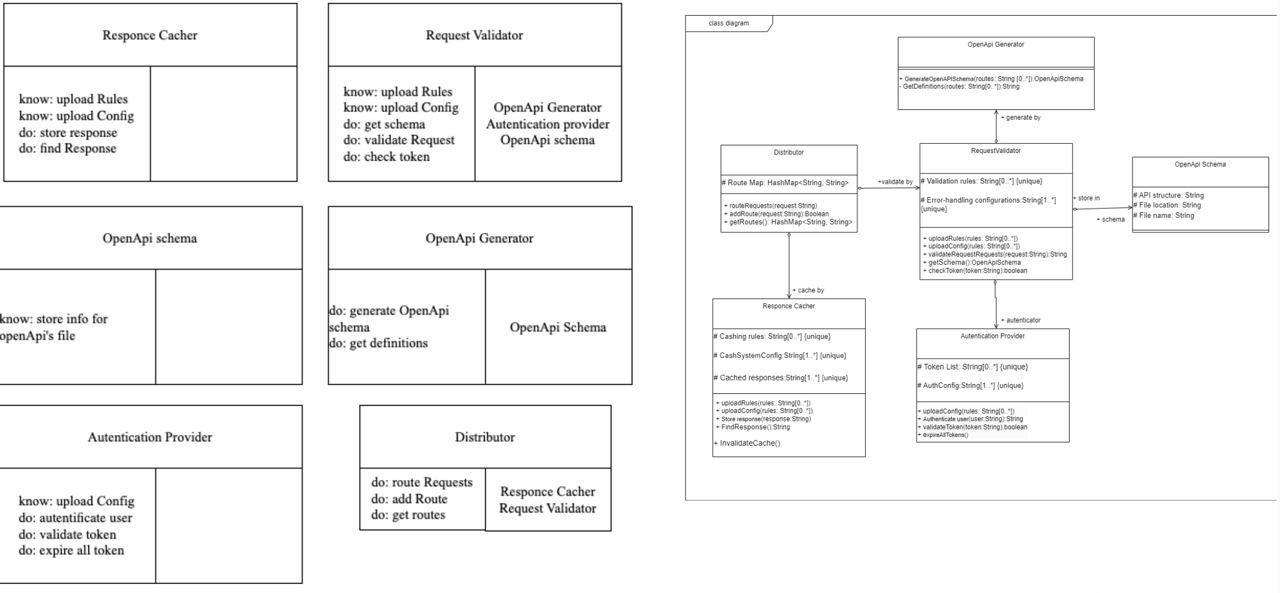 Responce Cacher
know: upload Rules
know: upload Config
do: store response
do: find Response
Request Validator
know: upload Rules
know: upload Config
do: get schema
do: validate Request
do: check token
OpenApi Generator
Autentication provider
OpenApi schema
OpenApi schema
know: store info for
openApi's file
OpenApi Generator
do: generate OpenApi
schema
do: get definitions
OpenApi Schema
Autentication Provider
know: upload Config
do: autentificate user
do: validate token
do: expire all token
Distributor
do: route Requests
do: add Route
do: get routes
Responce Cacher
Request Validator
class diagram
OpenApi Generator
+ GenerateOpenAPISchema(routes: String [0..*]):OpenApiSchema
- GetDefinitions(routes: String[0..*]):String
+ generate by
Distributor
# Route Map: HashMap<String, String>
+ routeRequests(request:String)
+ addRoute(request:String):Boolean
+ getRoutes(): HashMap<String, String>
+validate by
RequestValidator
# Validation rules: String[0..*] {unique}
# Error-handling configurations:String[1..*]
{unique}
+ uploadRules(rules: String[0..*])
+ uploadConfig(rules: String[0..*])
+ validateRequestRequests(request:String):String
+ getSchema():OpenApiSchema
+ checkToken(token:String):boolean
+ store in
+ schema
OpenApi Schema
# API structure: String
# File location: String
# File name: String
+ cache by
Responce Cacher
# Cashing rules: String[0..*] {unique}
# CashSystemConfig:String[1..*] {unique}
# Cached responses:String[1..*] {unique}
+ uploadRules(rules: String[0..*])
+ uploadConfig(rules: String[0..*])
+ Store response(response:String)
+ FindResponse():String
+ InvalidateCache()
+ autenticator
Autentication Provider
# Token List: String[0..*] {unique}
# AuthConfig:String[1..*] {unique}
+ uploadConfig(rules: String[0..*])
+ Authenticate user(user:String):String
+ validateToken(token:String):boolean
+ expireAllTokens()